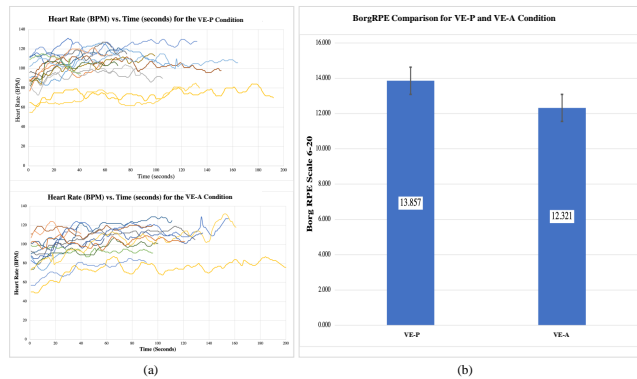 Heart Rate (BPM) vs. Time (seconds) for the VE-P Condition
Heart Rate (BPM)
140
120
100
80
60
40
20
0
0 20 40 60 80 100 120 140 160 180 200
Time (seconds)
Heart Rate (BPM) vs. Time (seconds) for the VE-A Condition
Heart Rate (BPM)
140
120
100
80
60
40
20
0
0 20 40 60 80 100 120 140 160 180 200
Time (Seconds)
(a)
BorgRPE Comparison for VE-P and VE-A Condition
Borg RPE Scale 6-20
16.000
14.000
12.000
10.000
8.000
6.000
4.000
2.000
0.000
13.857
12.321
VE-P VE-A
(b)